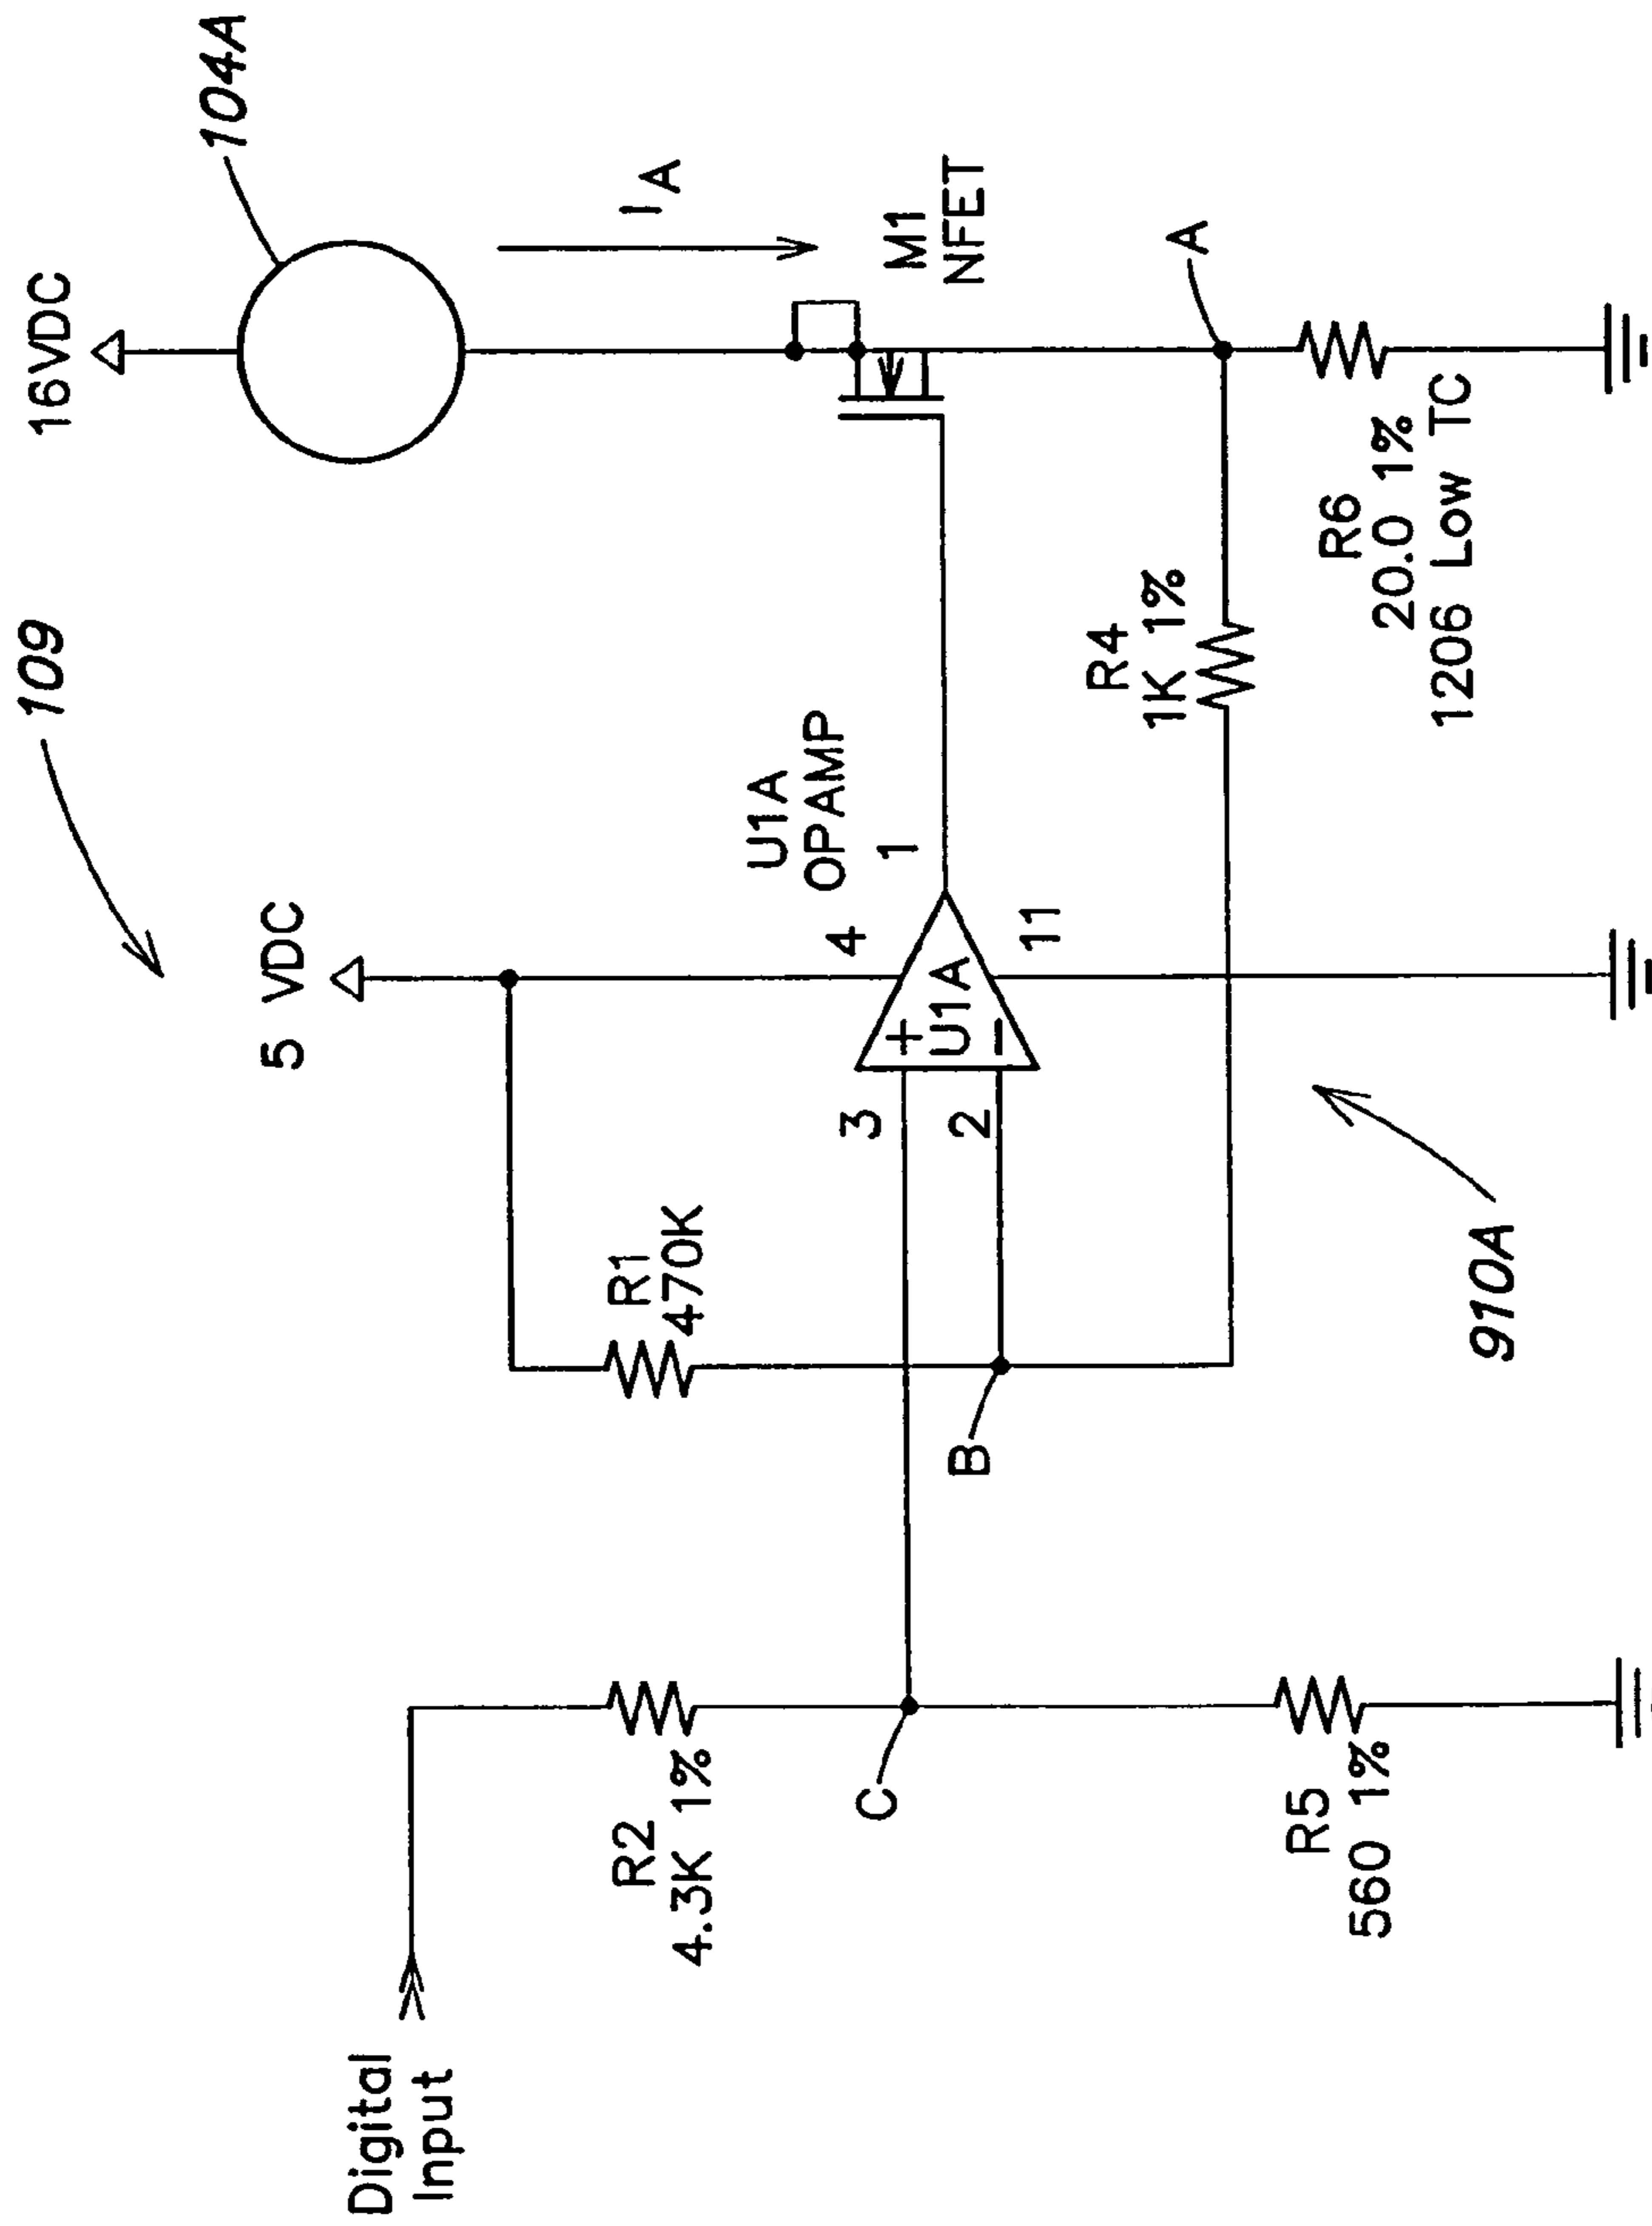 109
16VDC
104A
I A
5 VDC
U1A
OPAMP
M1
NFET
Digital
Input
R1
470K
4
1
3
+
U1A
2
−
11
R2
4.3K 1%
C
B
R4
1K 1%
A
R5
560 1%
R6
20.0 1%
1206 Low TC
910A